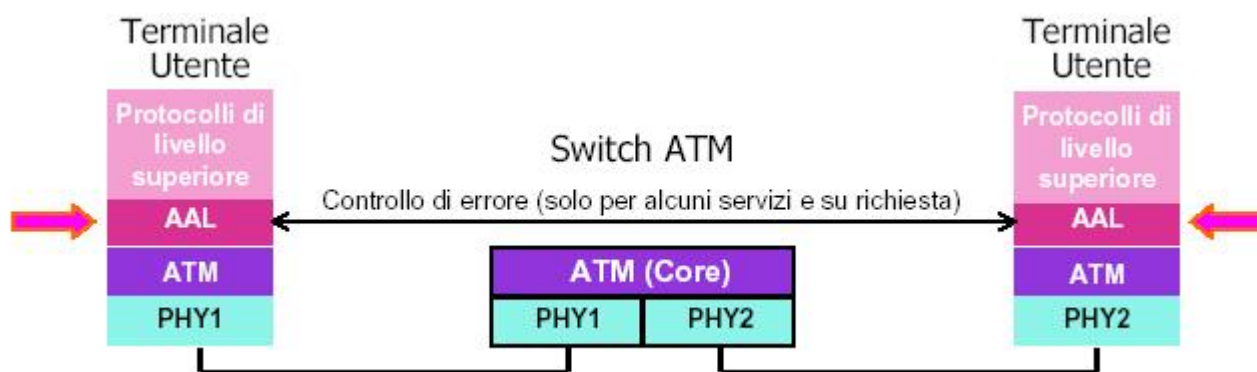 Terminale
Utente
Protocolli di
livello
superiore
AAL
ATM
PHY1
Switch ATM
Controllo di errore (solo per alcuni servizi e su richiesta)
ATM (Core)
PHY1
PHY2
Terminale
Utente
Protocolli di
livello
superiore
AAL
ATM
PHY2